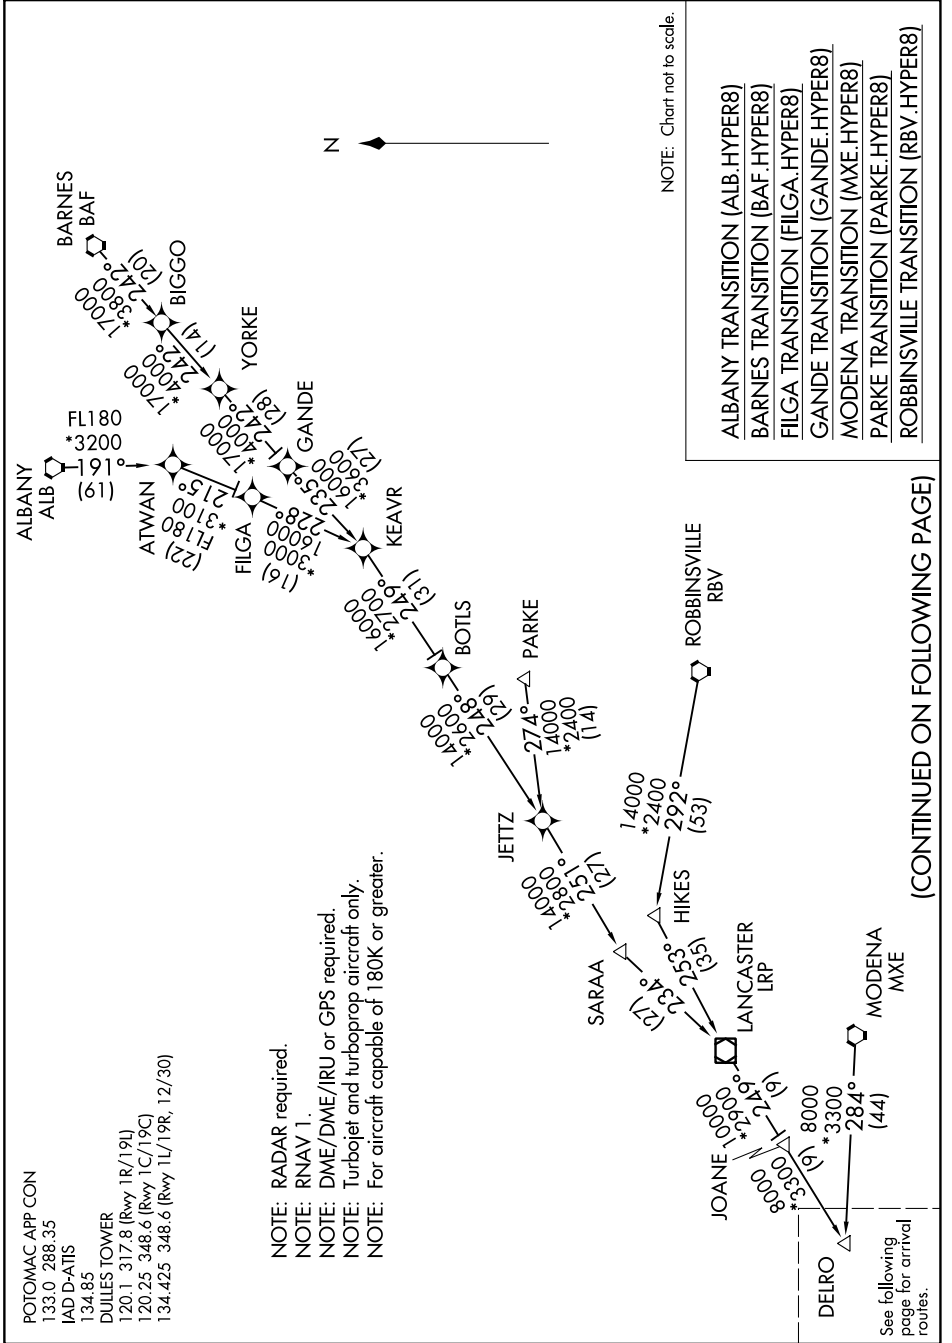 POTOMAC APP CON
133.0 288.35
IAD D-ATIS
134.85
DULLES TOWER
120.1 317.8 (Rwy 1R/19L)
120.25 348.6 (Rwy 1C/19C)
134.425 348.6 (Rwy 1L/19R, 12/30)
NOTE: RADAR required.
NOTE: RNAV 1.
NOTE: DME/DME/IRU or GPS required.
NOTE: Turbojet and turboprop aircraft only.
NOTE: For aircraft capable of 180K or greater.
ALBANY
ALB
FL180
*3200
191°
(61)
ATWAN
215°
*3100
FL180
(22)
FILGA
228°
16000
*3000
(16)
BARNES
BAF
17000
*3800
242°
(20)
BIGGO
17000
*4000
242°
(14)
YORKE
17000
*4000
242°
(28)
GANDE
235°
16000
*3600
(27)
KEAVR
16000
*2700
249°
(31)
BOTLS
14000
*2600
248°
(29)
PARKE
274°
14000
*2400
(14)
JETTZ
14000
*2800
251°
(27)
SARAA
234°
(27)
ROBBINSVILLE
RBV
14000
*2400
292°
(53)
HIKES
253°
(35)
LANCASTER
LRP
10000
*2900
249°
(9)
JOANE
8000
*3300
(9)
MODENA
MXE
8000
*3300
284°
(44)
DELRO
See following
page for arrival
routes.
N
NOTE: Chart not to scale.
ALBANY TRANSITION (ALB.HYPER8)
BARNES TRANSITION (BAF.HYPER8)
FILGA TRANSITION (FILGA.HYPER8)
GANDE TRANSITION (GANDE.HYPER8)
MODENA TRANSITION (MXE.HYPER8)
PARKE TRANSITION (PARKE.HYPER8)
ROBBINSVILLE TRANSITION (RBV.HYPER8)
(CONTINUED ON FOLLOWING PAGE)